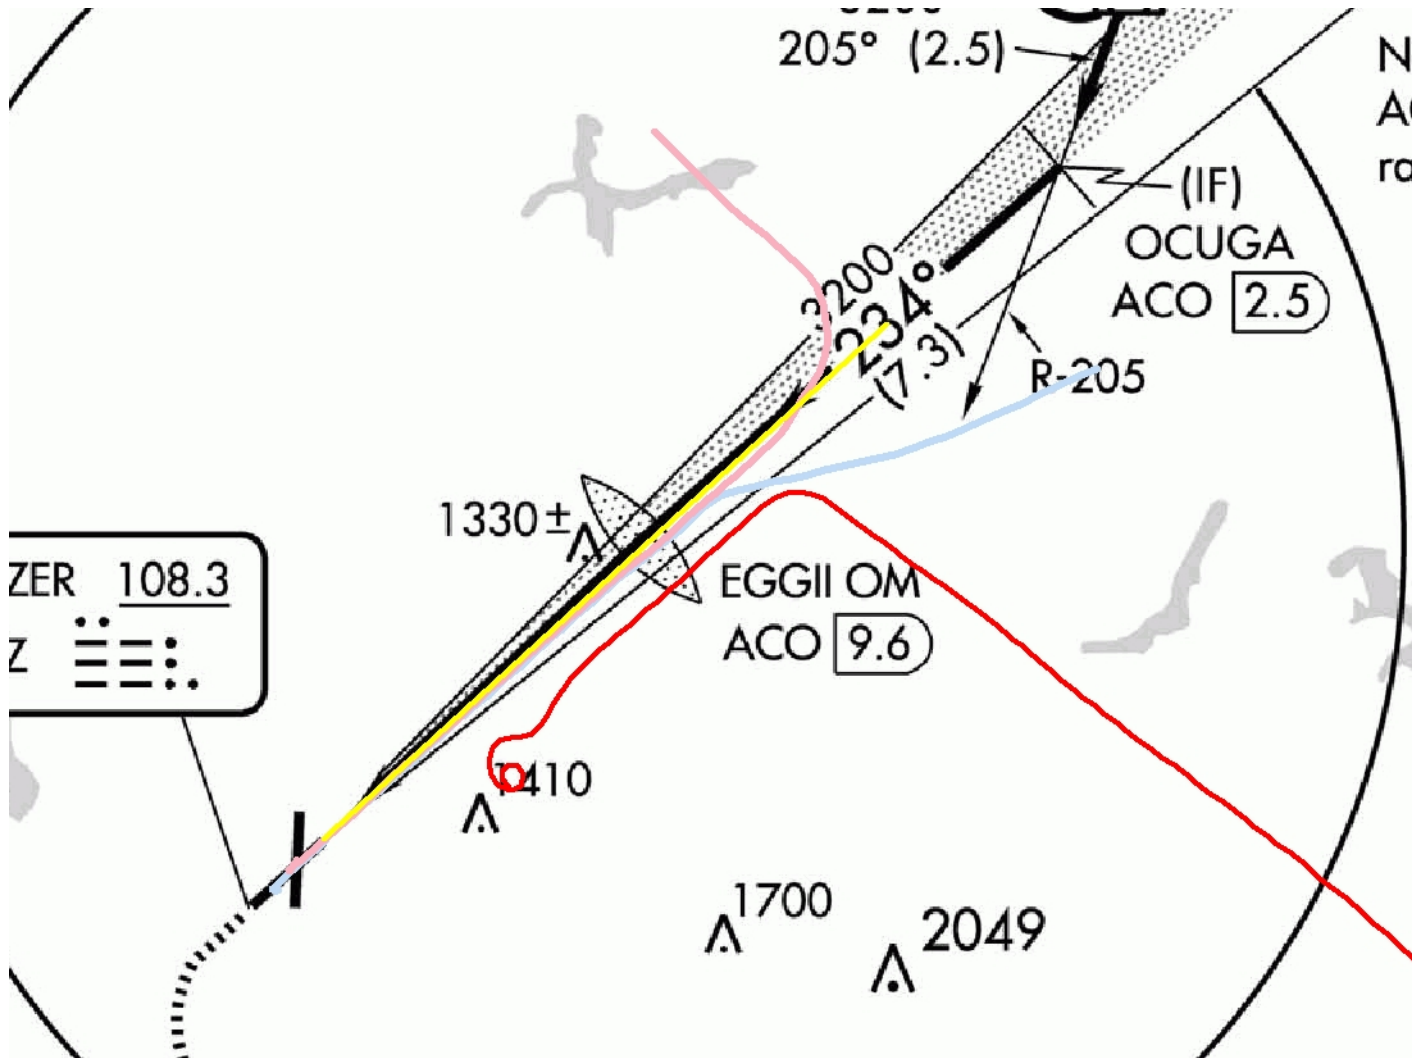 205° (2.5)
N
(IF)
OCUGA
ACO 2.5
3200
234°
(7.3)
R-205
1330±
ZER 108.3
Z
EGGII OM
ACO 9.6
1410
1700
2049